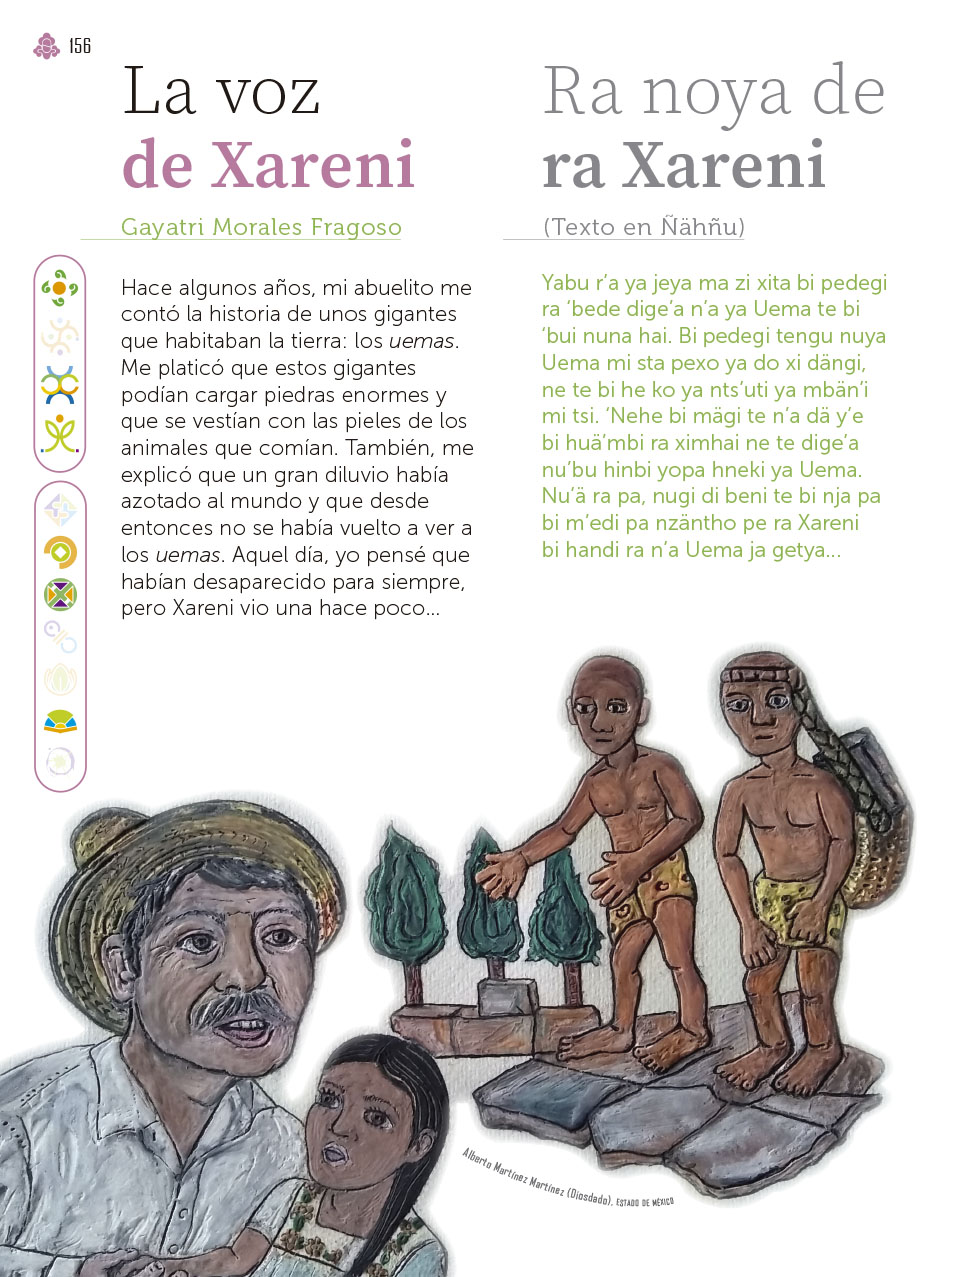 156
La voz
de Xareni
Gayatri Morales Fragoso
Hace algunos años, mi abuelito me
contó la historia de unos gigantes
que habitaban la tierra: los uemas.
Me platicó que estos gigantes
podían cargar piedras enormes y
que se vestían con las pieles de los
animales que comían. También, me
explicó que un gran diluvio había
azotado al mundo y que desde
entonces no se había vuelto a ver a
los uemas. Aquel día, yo pensé que
habían desaparecido para siempre,
pero Xareni vio una hace poco...
Ra noya de
ra Xareni
(Texto en Ñähñu)
Yabu r’a ya jeya ma zi xita bi pedegi
ra ‘bede dige’a n’a ya Uema te bi
‘bui nuna hai. Bi pedegi tengu nuya
Uema mi sta pexo ya do xi dängi,
ne te bi he ko ya nts’uti ya mbän’i
mi tsi. ‘Nehe bi mägi te n’a dä y’e
bi huä’mbi ra ximhai ne te dige’a
nu’bu hinbi yopa hneki ya Uema.
Nu’ä ra pa, nugi di beni te bi nja pa
bi m’edi pa nzäntho pe ra Xareni
bi handi ra n’a Uema ja getya...
Alberto Martínez Martínez (Diosdado), ESTADO DE MÉXICO